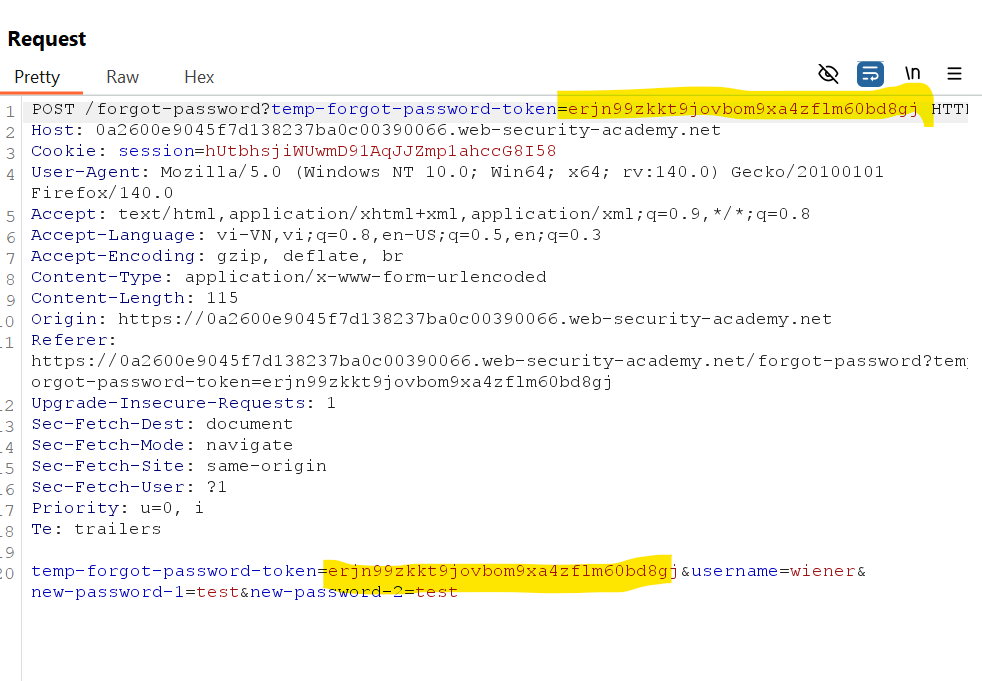 Request
Pretty Raw Hex
\n
1 POST /forgot-password?temp-forgot-password-token=erjn99zkkt9jovbom9xa4zflm60bd8gj HTTP
2 Host: 0a2600e9045f7d138237ba0c00390066.web-security-academy.net
3 Cookie: session=hUtbhsjiWUwmD91AqJJZmp1ahccG8I58
4 User-Agent: Mozilla/5.0 (Windows NT 10.0; Win64; x64; rv:140.0) Gecko/20100101
Firefox/140.0
5 Accept: text/html,application/xhtml+xml,application/xml;q=0.9,*/*;q=0.8
6 Accept-Language: vi-VN,vi;q=0.8,en-US;q=0.5,en;q=0.3
7 Accept-Encoding: gzip, deflate, br
8 Content-Type: application/x-www-form-urlencoded
9 Content-Length: 115
10 Origin: https://0a2600e9045f7d138237ba0c00390066.web-security-academy.net
11 Referer:
https://0a2600e9045f7d138237ba0c00390066.web-security-academy.net/forgot-password?temp
orgot-password-token=erjn99zkkt9jovbom9xa4zflm60bd8gj
12 Upgrade-Insecure-Requests: 1
13 Sec-Fetch-Dest: document
14 Sec-Fetch-Mode: navigate
15 Sec-Fetch-Site: same-origin
16 Sec-Fetch-User: ?1
17 Priority: u=0, i
18 Te: trailers
19
20 temp-forgot-password-token=erjn99zkkt9jovbom9xa4zflm60bd8gj&username=wiener&
new-password-1=test&new-password-2=test